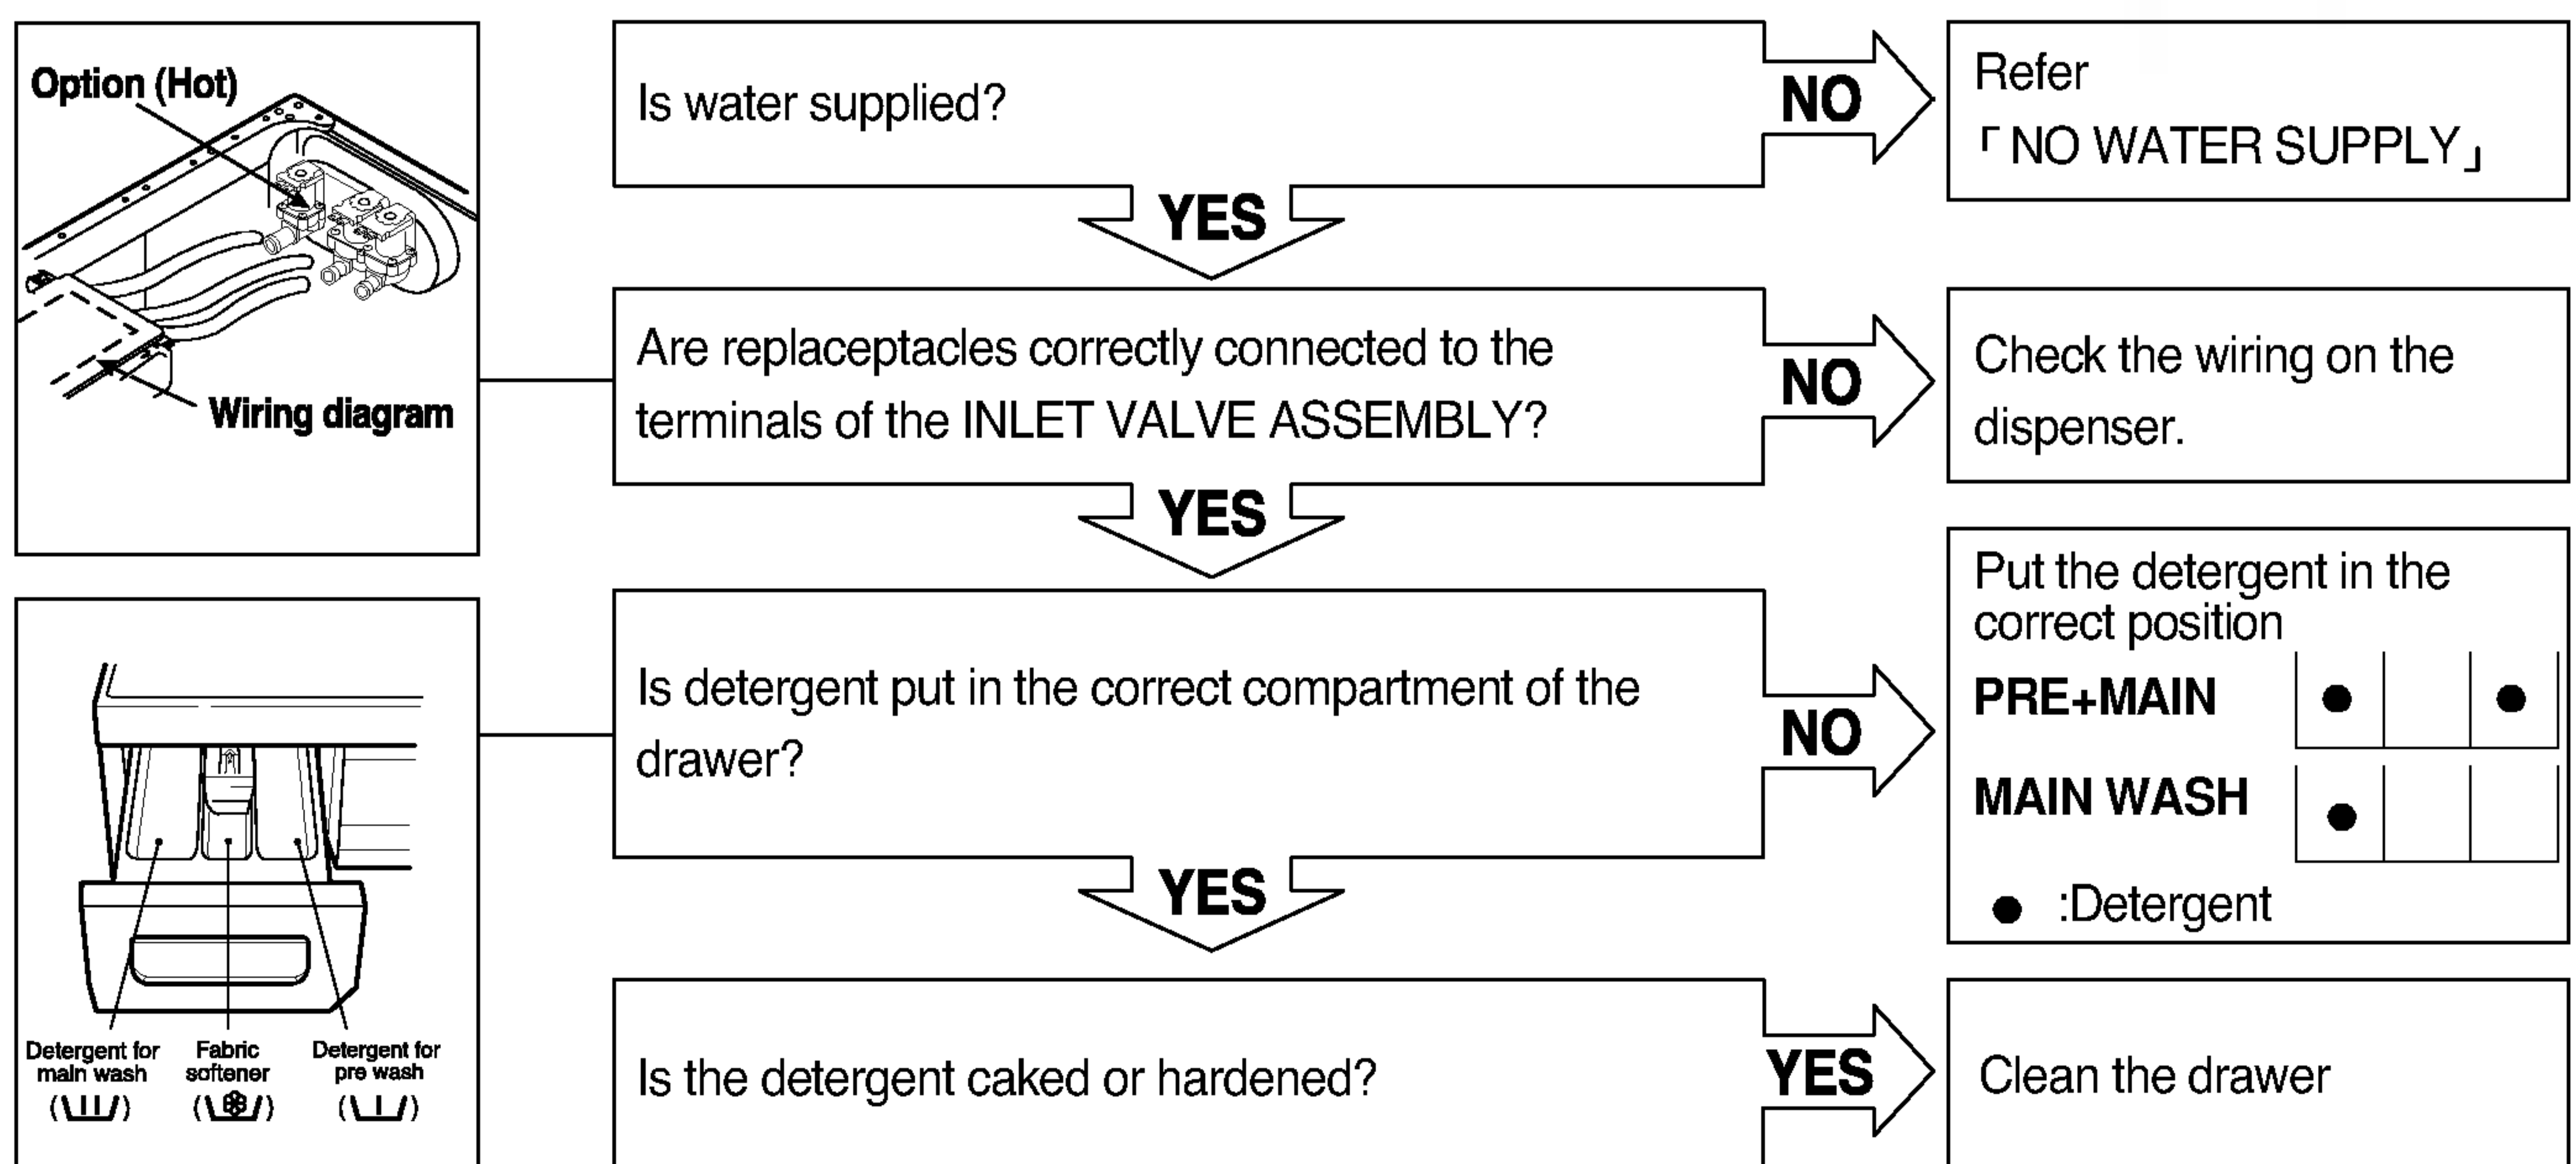 Option (Hot)
Wiring diagram
Is water supplied?
NO
Refer
「NO WATER SUPPLY」
YES
Are replaceptacles correctly connected to the
terminals of the INLET VALVE ASSEMBLY?
NO
Check the wiring on the
dispenser.
YES
Is detergent put in the correct compartment of the
drawer?
NO
Put the detergent in the
correct position
PRE+MAIN
MAIN WASH
● :Detergent
YES
Detergent for
main wash
Fabric
softener
Detergent for
pre wash
Is the detergent caked or hardened?
YES
Clean the drawer